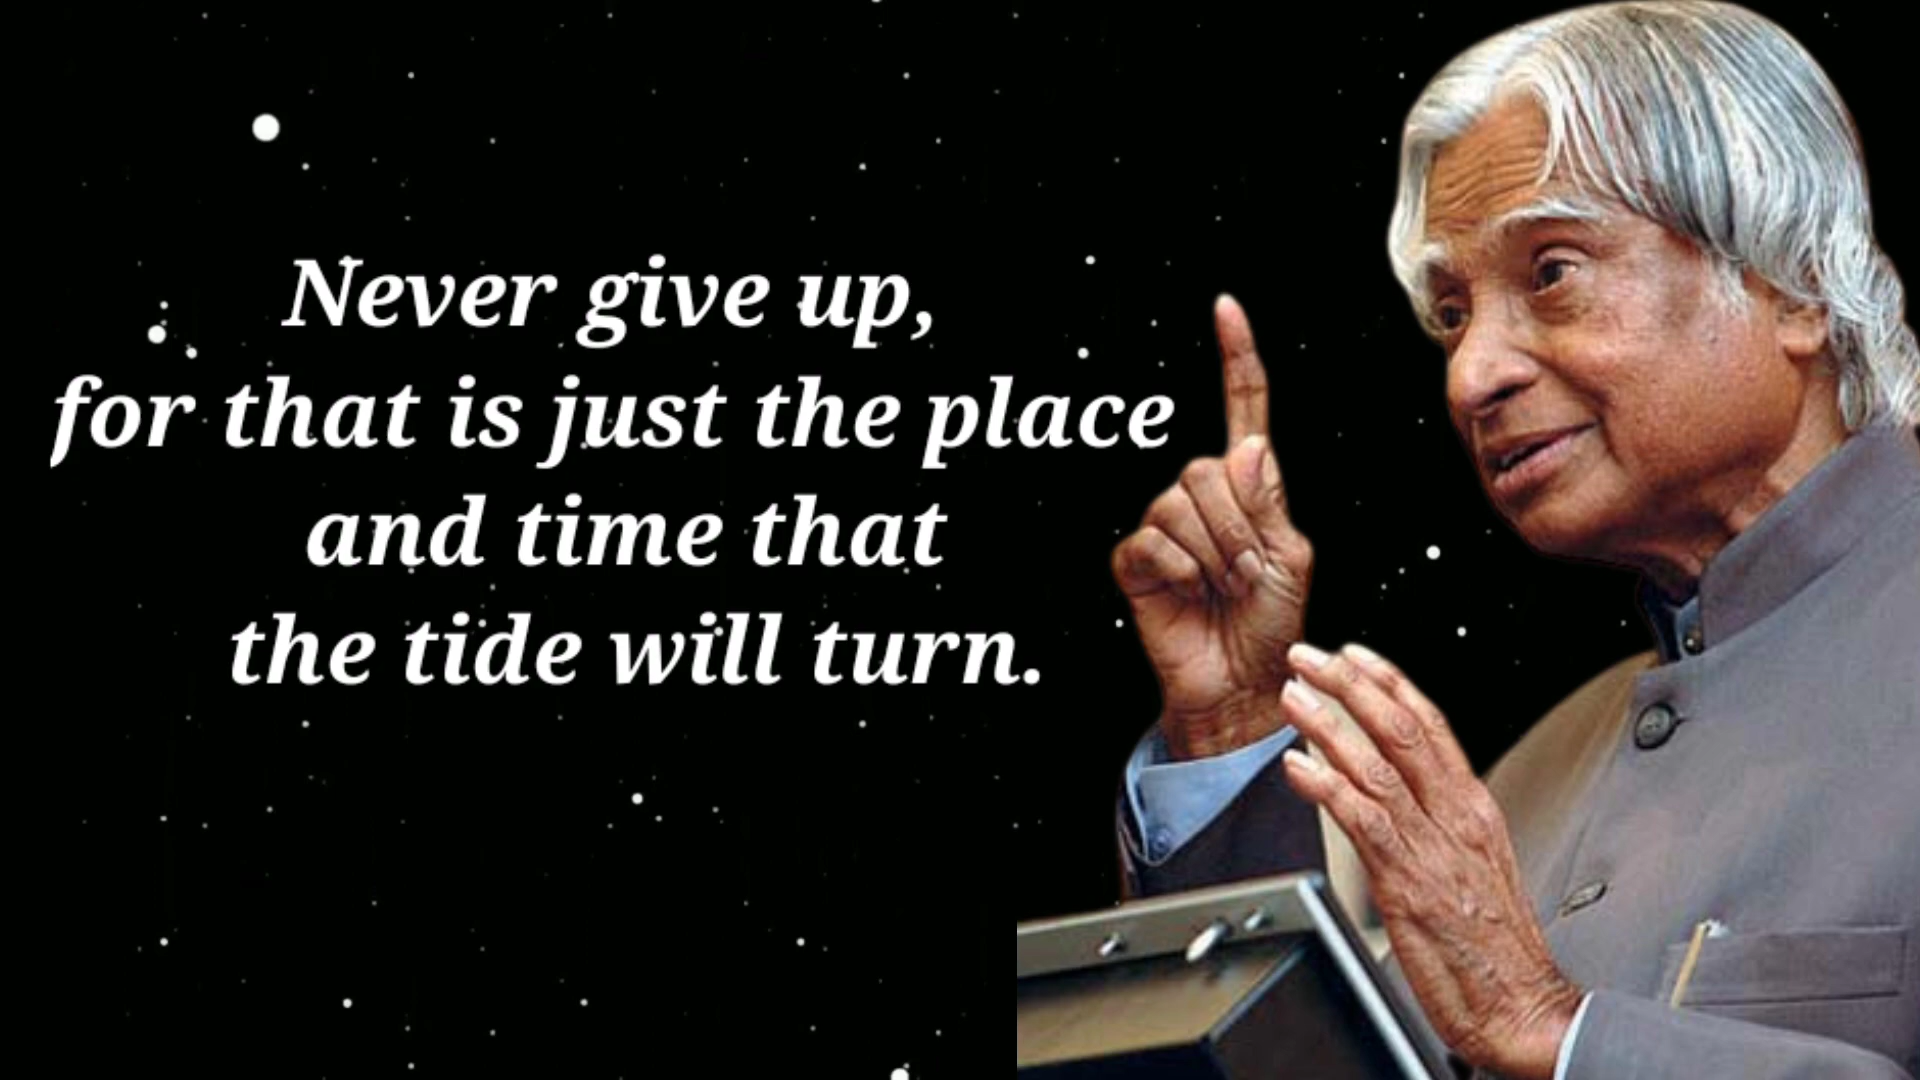 Never give up,
for that is just the place
and time that
the tide will turn.